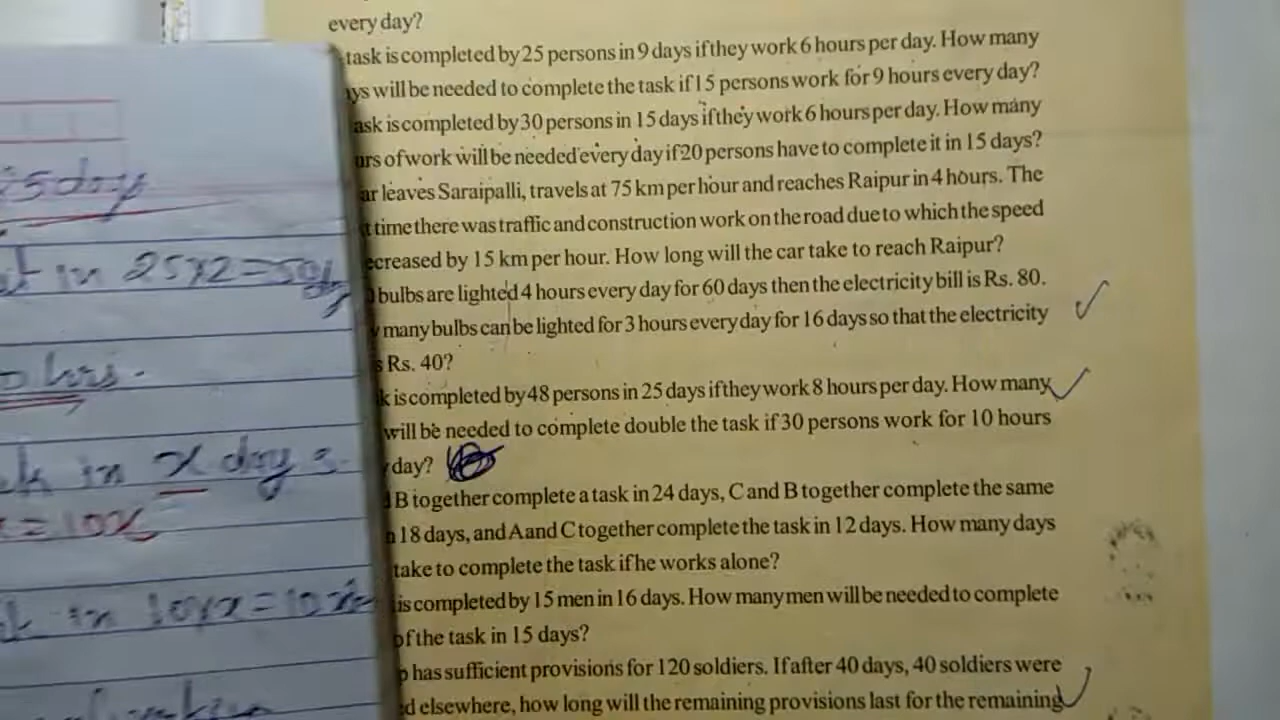 every day?
task is completed by 25 persons in 9 days if they work 6 hours per day. How many
will be needed to complete the task if 15 persons work for 9 hours every day?
is completed by 30 persons in 15 days if they work 6 hours per day. How many
of work will be needed every day if 20 persons have to complete it in 15 days?
leaves Saraipalli, travels at 75 km per hour and reaches Raipur in 4 hours. The
time there was traffic and construction work on the road due to which the speed
by 15 km per hour. How long will the car take to reach Raipur?
bulbs are lighted 4 hours every day for 60 days then the electricity bill is Rs. 80.
many bulbs can be lighted for 3 hours every day for 16 days so that the electricity
Rs. 40?
is completed by 48 persons in 25 days if they work 8 hours per day. How many
will be needed to complete double the task if 30 persons work for 10 hours
day?
B together complete a task in 24 days, C and B together complete the same
18 days, and A and C together complete the task in 12 days. How many days
take to complete the task if he works alone?
is completed by 15 men in 16 days. How many men will be needed to complete
of the task in 15 days?
has sufficient provisions for 120 soldiers. If after 40 days, 40 soldiers were
elsewhere, how long will the remaining provisions last for the remaining
25 day
in 25x2=50
hrs.
in x day
=10x
in 10xx=10x